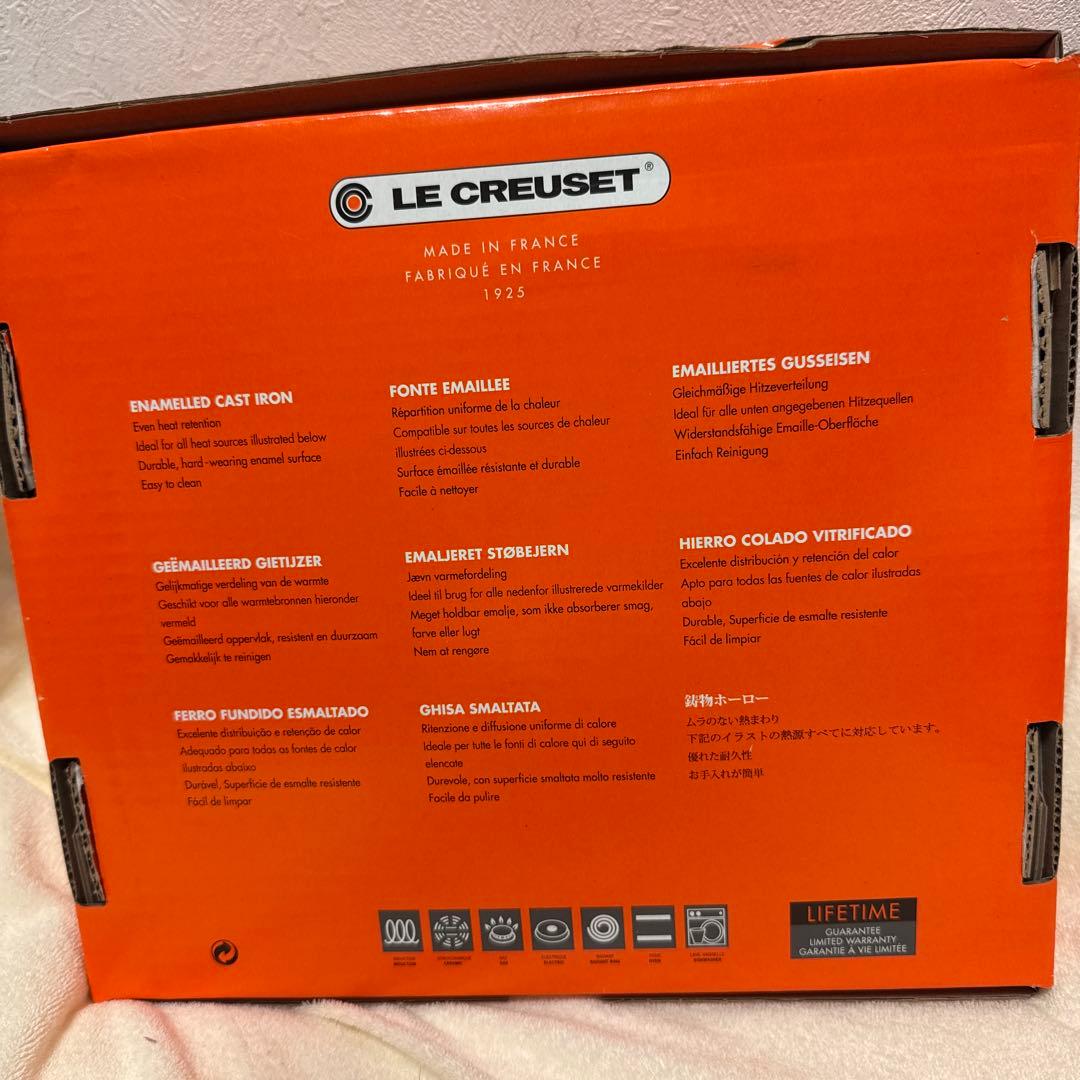 LE CREUSET®
MADE IN FRANCE
FABRIQUÉ EN FRANCE
1925
ENAMELLED CAST IRON
Even heat retention
Ideal for all heat sources illustrated below
Durable, hard-wearing enamel surface
Easy to clean
FONTE EMAILLEE
Répartition uniforme de la chaleur
Compatible sur toutes les sources de chaleur
illustrées ci-dessous
Surface émaillée résistante et durable
Facile à nettoyer
EMAILLIERTES GUSSEISEN
Gleichmäßige Hitzeverteilung
Ideal für alle unten angegebenen Hitzequellen
Widerstandsfähige Emaille-Oberfläche
Einfach Reinigung
GEËMAILLEERD GIETIJZER
Gelijkmatige verdeling van de warmte
Geschikt voor alle warmtebronnen hieronder
vermeld
Geëmailleerd oppervlak, resistent en duurzaam
Gemakkelijk te reinigen
EMALJERET STØBEJERN
Jævn varmefordeling
Ideel til brug for alle nedenfor illustrerede varmekilder
Meget holdbar emalje, som ikke absorberer smag,
farve eller lugt
Nem at rengøre
HIERRO COLADO VITRIFICADO
Excelente distribución y retención del calor
Apto para todas las fuentes de calor ilustradas
abajo
Durable, Superficie de esmalte resistente
Fácil de limpiar
FERRO FUNDIDO ESMALTADO
Excelente distribuição e retenção de calor
Adequado para todas as fontes de calor
ilustradas abaixo
Durável, Superfície de esmalte resistente
Fácil de limpar
GHISA SMALTATA
Ritenzione e diffusione uniforme di calore
Ideale per tutte le fonti di calore qui di seguito
elencate
Durevole, con superficie smaltata molto resistente
Facile da pulire
鋳物ホーロー
ムラのない熱まわり
下記のイラストの熱源すべてに対応しています。
優れた耐久性
お手入れが簡単
INDUCTION
CERAMIC
GAS
ELECTRIC
RADIANT RING
OVEN
DISHWASHER
LIFETIME
GUARANTEE
LIMITED WARRANTY
GARANTIE À VIE LIMITÉE